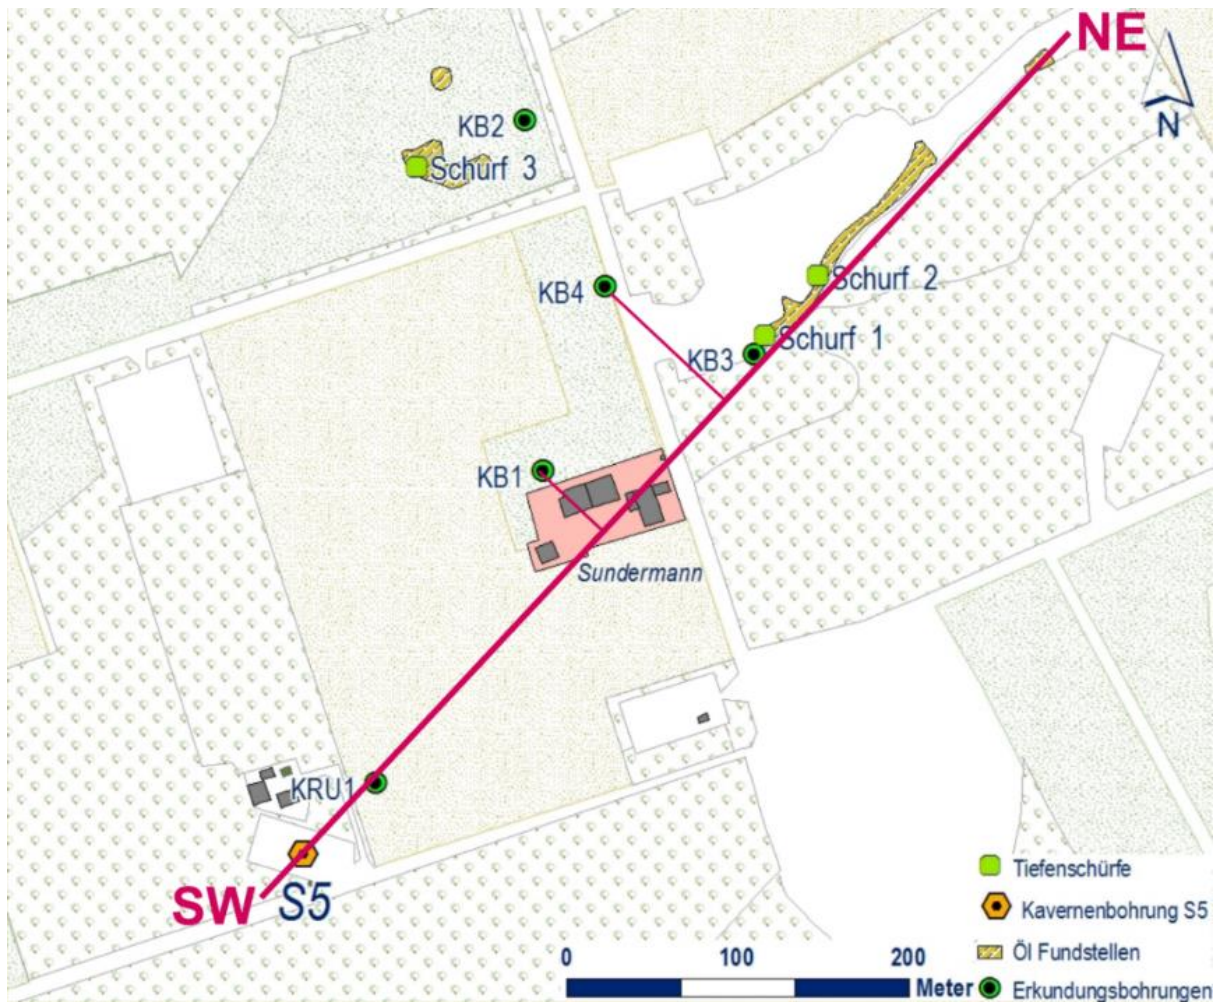 NE
N
KB2
Schurf 3
KB4
Schurf 2
KB3
Schurf 1
KB1
Sundermann
KRU1
SW
S5
Tiefenschürfe
Kavernenbohrung S5
Öl Fundstellen
0 100 200
Meter
Erkundungsbohrungen